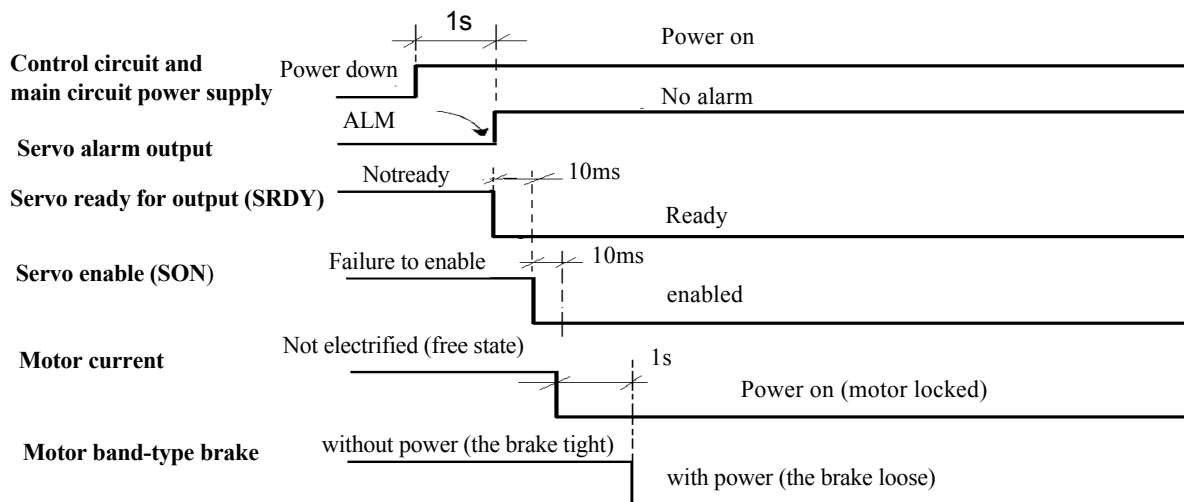 1s
Power on
Control circuit and
main circuit power supply
Power down
No alarm
ALM
Servo alarm output
Notready
10ms
Servo ready for output (SRDY)
Ready
Servo enable (SON)
Failure to enable
10ms
enabled
Motor current
Not electrified (free state)
1s
Power on (motor locked)
Motor band-type brake
without power (the brake tight)
with power (the brake loose)